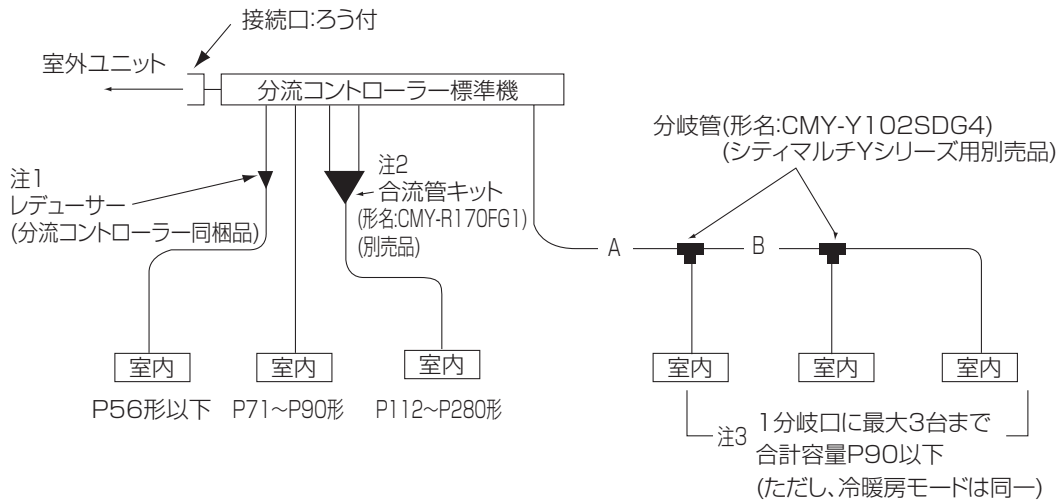 接続口:ろう付
室外ユニット
分流コントローラー標準機
分岐管(形名:CMY-Y102SDG4)
(シティマルチYシリーズ用別売品)
注1
レデューサー
(分流コントローラー同梱品)
注2
合流管キット
(形名:CMY-R170FG1)
(別売品)
A
B
室内
室内
室内
室内
室内
室内
P56形以下
P71～P90形
P112～P280形
注3
1分岐口に最大3台まで
合計容量P90以下
(ただし、冷暖房モードは同一)